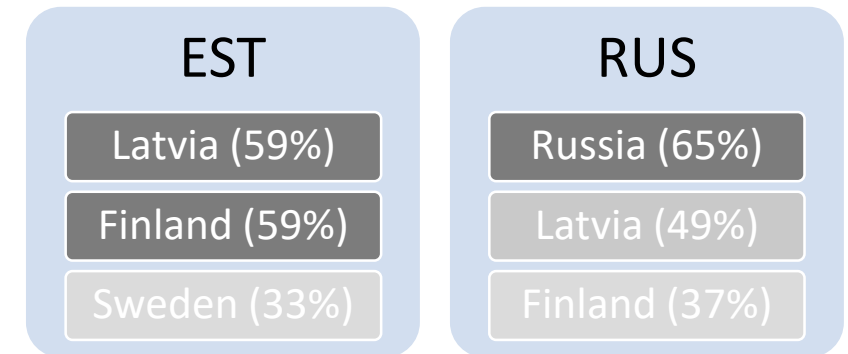 EST
Latvia (59%)
Finland (59%)
Sweden (33%)
RUS
Russia (65%)
Latvia (49%)
Finland (37%)